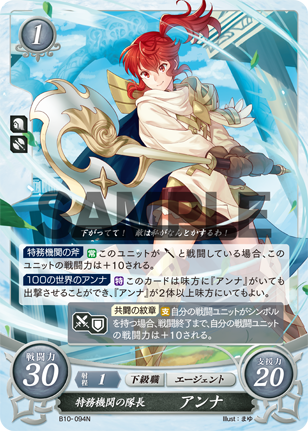 1
SAMPLE
下がってて！　敵は私がなんとかするわ！
特務機関の斧 常 このユニットが と戦闘している場合、この
ユニットの戦闘力は＋10される。
100の世界のアンナ 特 このカードは味方に『アンナ』がいても
出撃させることができ、『アンナ』が2体以上味方にいてもよい。
共闘の紋章 支 自分の戦闘ユニットがシンボル
を持つ場合、戦闘終了まで、自分の戦闘ユニット
の戦闘力は＋10される。
戦闘力 30
射程 1 下級職 エージェント
支援力 20
特務機関の隊長 アンナ
B10-094N
Illust：まゆ